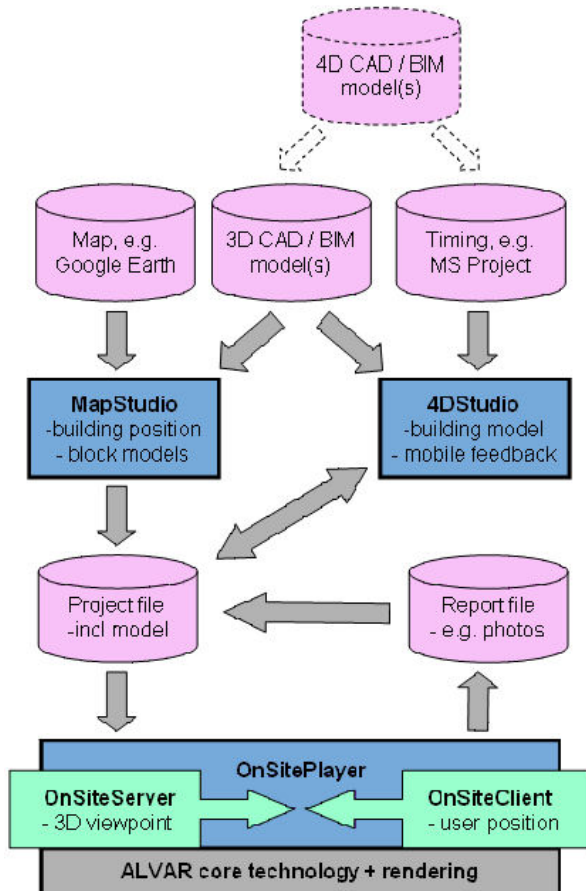 4D CAD / BIM
model(s)
Map, e.g.
Google Earth
3D CAD / BIM
model(s)
Timing, e.g.
MS Project
MapStudio
-building position
- block models
4DStudio
-building model
- mobile feedback
Project file
-incl model
Report file
- e.g. photos
OnSitePlayer
OnSiteServer
- 3D viewpoint
OnSiteClient
- user position
ALVAR core technology + rendering